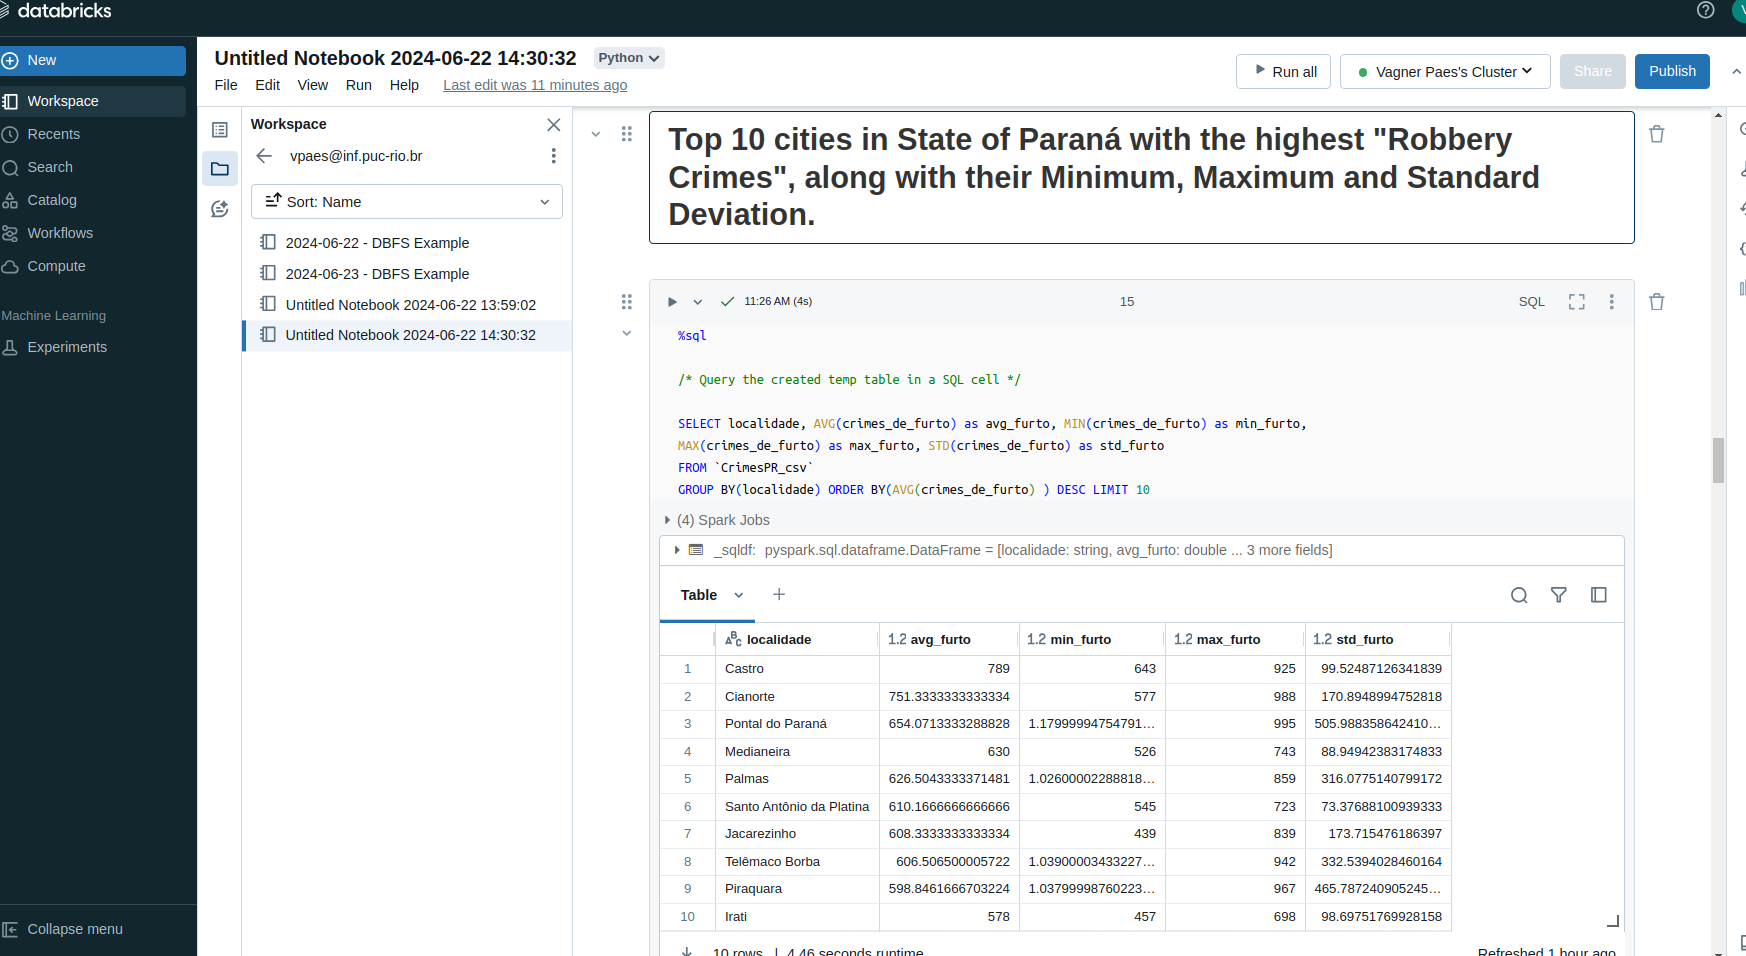 databricks
New
Workspace
Recents
Search
Catalog
Workflows
Compute
Machine Learning
Experiments
Collapse menu
Untitled Notebook 2024-06-22 14:30:32 Python
File Edit View Run Help Last edit was 11 minutes ago
Run all Vagner Paes's Cluster Share Publish
Workspace
vpaes@inf.puc-rio.br
Sort: Name
2024-06-22 - DBFS Example
2024-06-23 - DBFS Example
Untitled Notebook 2024-06-22 13:59:02
Untitled Notebook 2024-06-22 14:30:32
Top 10 cities in State of Paraná with the highest "Robbery
Crimes", along with their Minimum, Maximum and Standard
Deviation.
11:26 AM (4s) 15 SQL
%sql
/* Query the created temp table in a SQL cell */
SELECT localidade, AVG(crimes_de_furto) as avg_furto, MIN(crimes_de_furto) as min_furto,
MAX(crimes_de_furto) as max_furto, STD(crimes_de_furto) as std_furto
FROM `CrimesPR_csv`
GROUP BY(localidade) ORDER BY(AVG(crimes_de_furto) ) DESC LIMIT 10
(4) Spark Jobs
_sqldf: pyspark.sql.dataframe.DataFrame = [localidade: string, avg_furto: double ... 3 more fields]
Table +
ABC localidade 1.2 avg_furto 1.2 min_furto 1.2 max_furto 1.2 std_furto
1 Castro 789 643 925 99.52487126341839
2 Cianorte 751.3333333333334 577 988 170.8948994752818
3 Pontal do Paraná 654.0713333288828 1.17999994754791... 995 505.988358642410...
4 Medianeira 630 526 743 88.94942383174833
5 Palmas 626.5043333371481 1.02600002288818... 859 316.0775140799172
6 Santo Antônio da Platina 610.1666666666666 545 723 73.37688100939333
7 Jacarezinho 608.3333333333334 439 839 173.715476186397
8 Telêmaco Borba 606.506500005722 1.03900003433227... 942 332.5394028460164
9 Piraquara 598.8461666703224 1.03799998760223... 967 465.787240905245...
10 Irati 578 457 698 98.69751769928158
10 rows | 4.46 seconds runtime Refreshed 1 hour ago